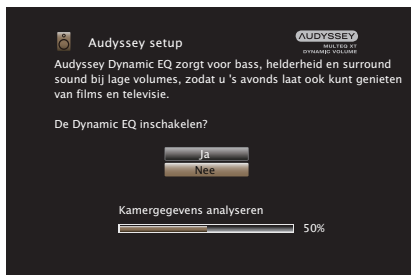 Audyssey setup
AUDYSSEY
MULTEQ XT
DYNAMIC VOLUME
Audyssey Dynamic EQ zorgt voor bass, helderheid en surround
sound bij lage volumes, zodat u 's avonds laat ook kunt genieten
van films en televisie.
De Dynamic EQ inschakelen?
Ja
Nee
Kamergegevens analyseren
50%